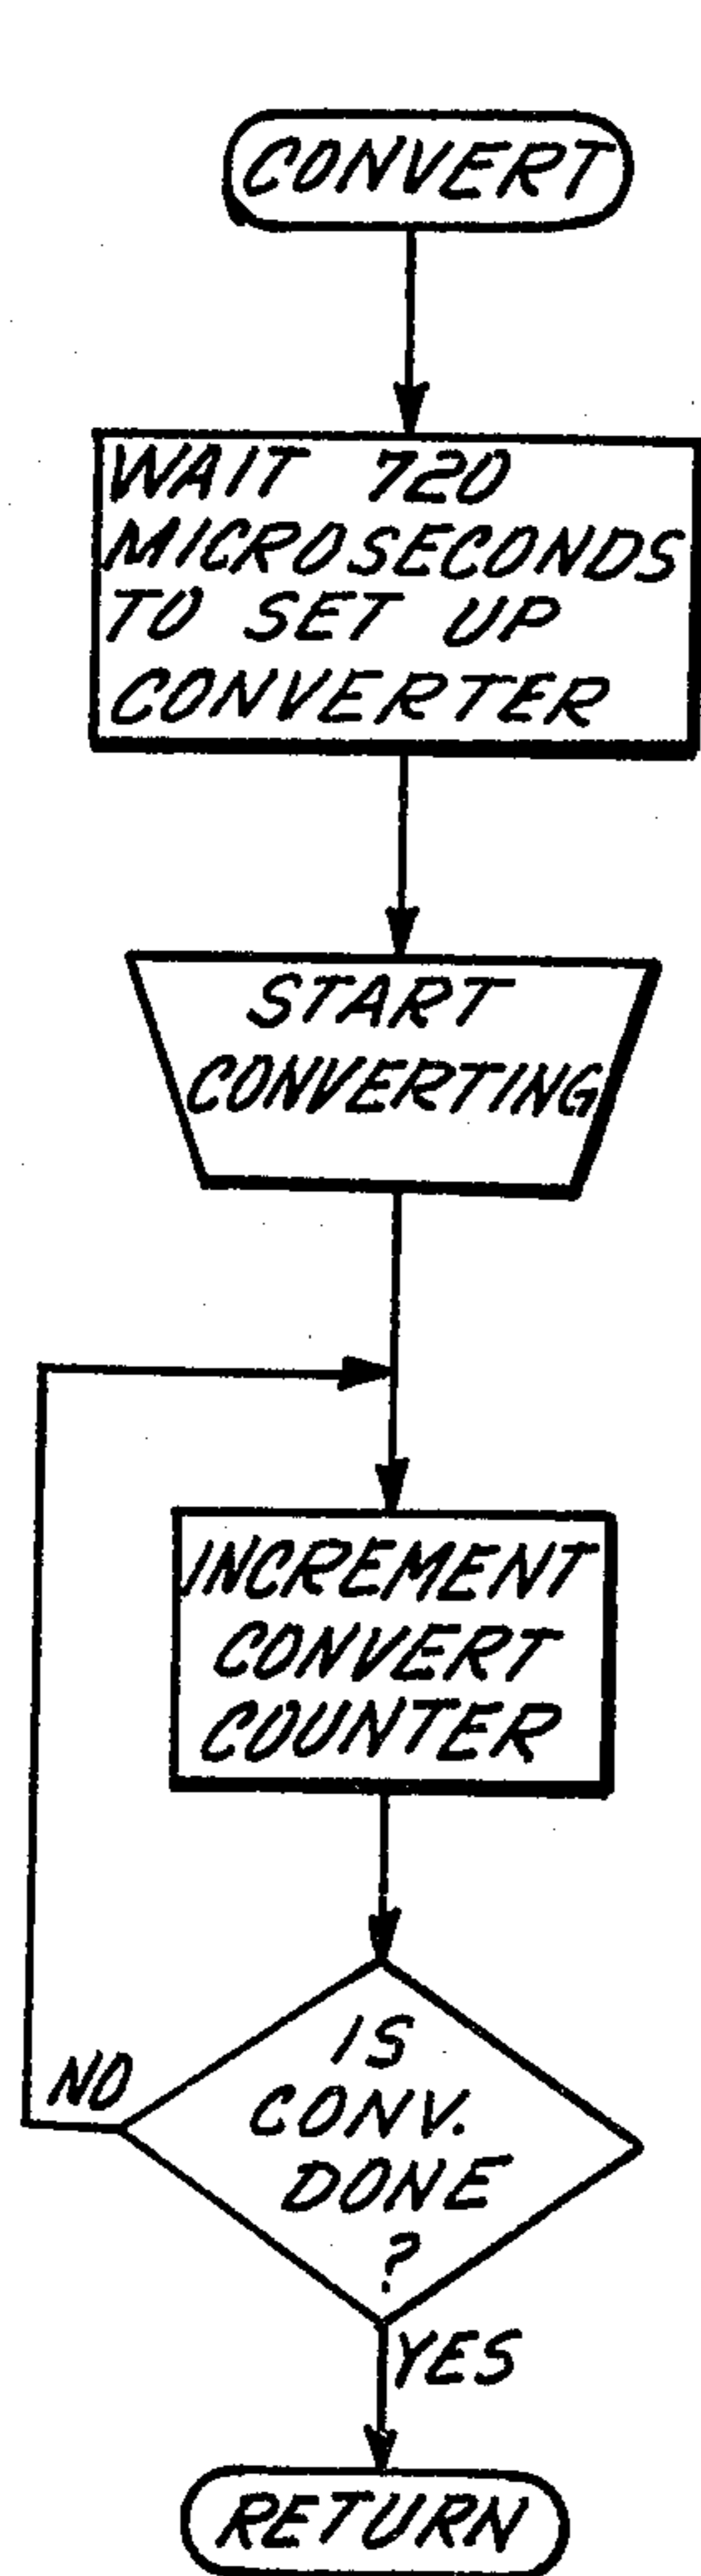 CONVERT
WAIT 720
MICROSECONDS
TO SET UP
CONVERTER
START
CONVERTING
INCREMENT
CONVERT
COUNTER
IS
CONV.
DONE
?
NO
YES
RETURN